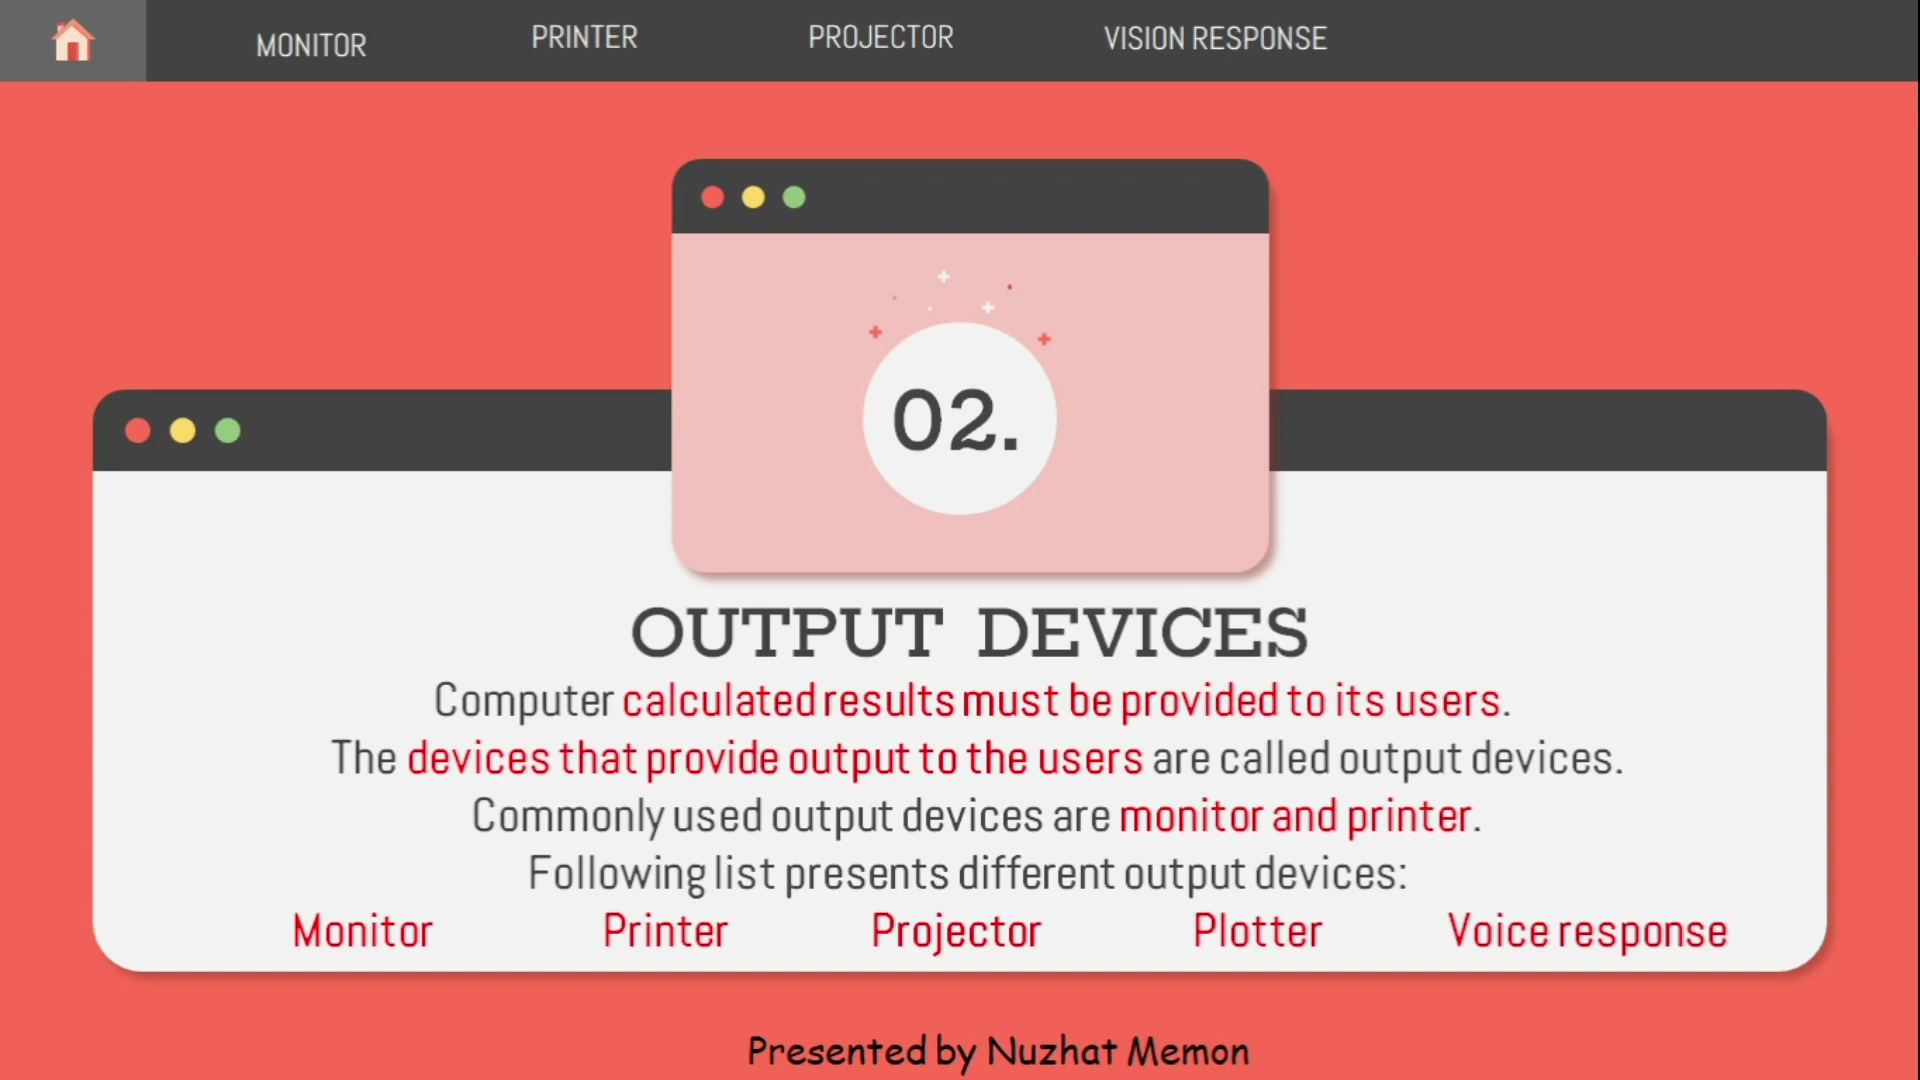 MONITOR PRINTER PROJECTOR VISION RESPONSE
02.
OUTPUT DEVICES
Computer calculated results must be provided to its users.
The devices that provide output to the users are called output devices.
Commonly used output devices are monitor and printer.
Following list presents different output devices:
Monitor Printer Projector Plotter Voice response
Presented by Nuzhat Memon